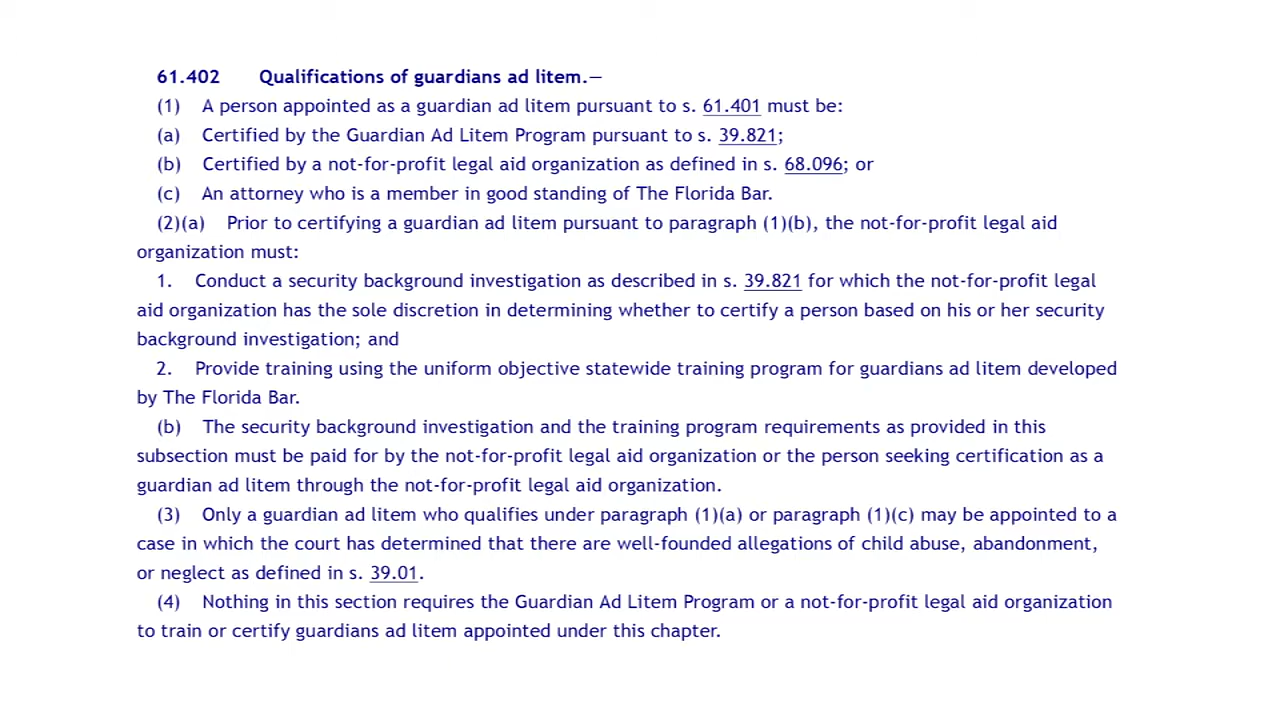 61.402 Qualifications of guardians ad litem.—
(1) A person appointed as a guardian ad litem pursuant to s. 61.401 must be:
(a) Certified by the Guardian Ad Litem Program pursuant to s. 39.821;
(b) Certified by a not-for-profit legal aid organization as defined in s. 68.096; or
(c) An attorney who is a member in good standing of The Florida Bar.
(2)(a) Prior to certifying a guardian ad litem pursuant to paragraph (1)(b), the not-for-profit legal aid
organization must:
1. Conduct a security background investigation as described in s. 39.821 for which the not-for-profit legal
aid organization has the sole discretion in determining whether to certify a person based on his or her security
background investigation; and
2. Provide training using the uniform objective statewide training program for guardians ad litem developed
by The Florida Bar.
(b) The security background investigation and the training program requirements as provided in this
subsection must be paid for by the not-for-profit legal aid organization or the person seeking certification as a
guardian ad litem through the not-for-profit legal aid organization.
(3) Only a guardian ad litem who qualifies under paragraph (1)(a) or paragraph (1)(c) may be appointed to a
case in which the court has determined that there are well-founded allegations of child abuse, abandonment,
or neglect as defined in s. 39.01.
(4) Nothing in this section requires the Guardian Ad Litem Program or a not-for-profit legal aid organization
to train or certify guardians ad litem appointed under this chapter.